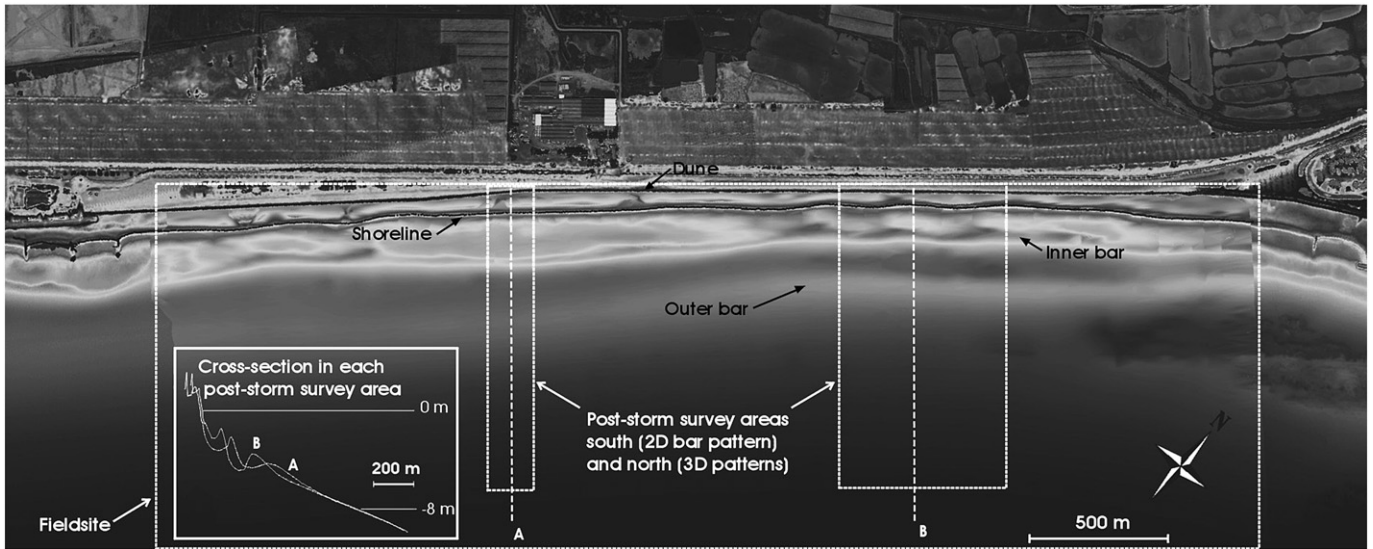 Dune
Shoreline
Inner bar
Outer bar
Cross-section in each
post-storm survey area
0 m
B
A
200 m
-8 m
Post-storm survey areas
south (2D bar pattern)
and north (3D patterns)
N
Fieldsite
500 m
A
B